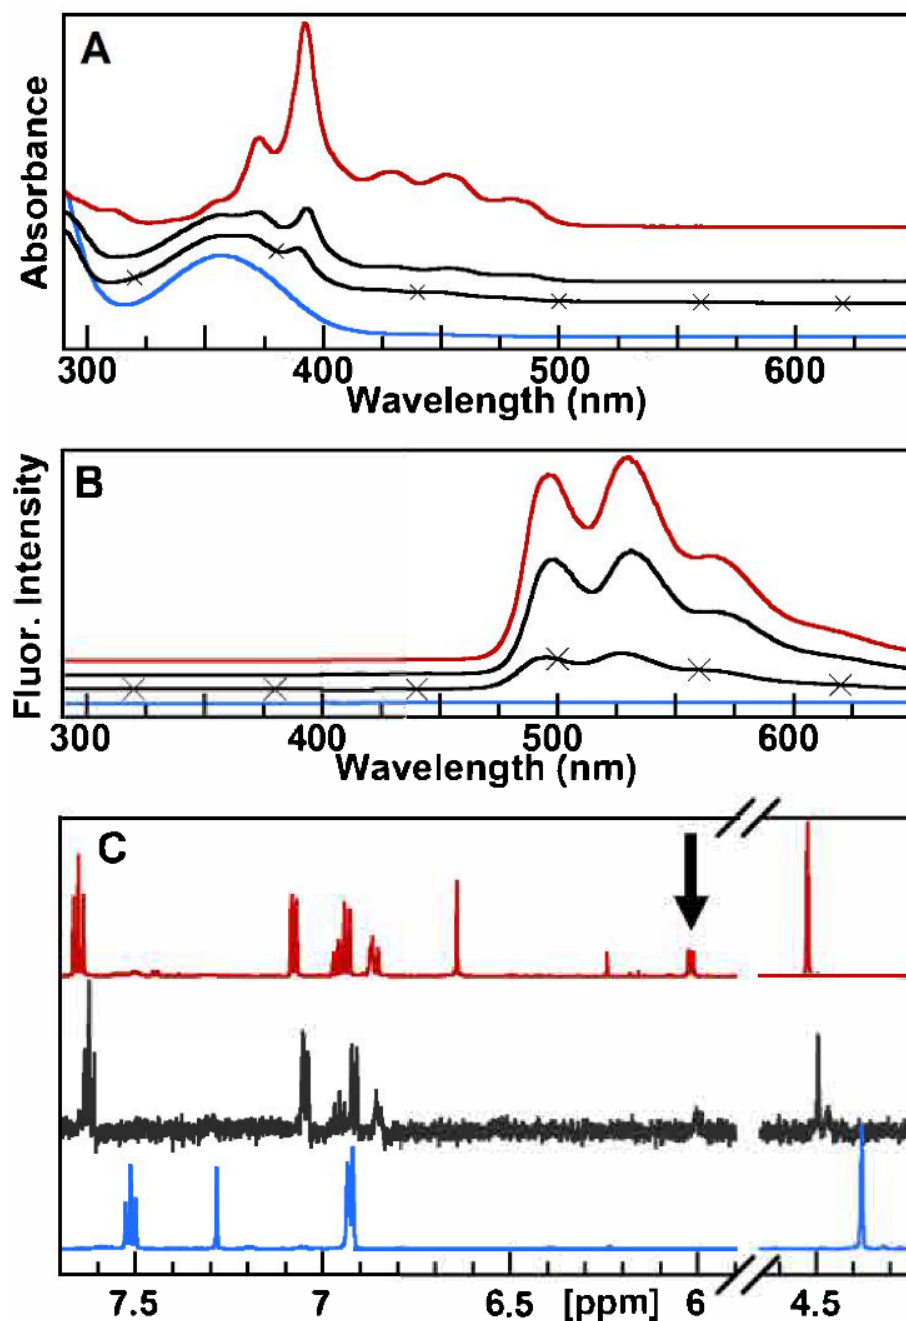 A
Absorbance
300 400 500 600
Wavelength (nm)
B
Fluor. Intensity
300 400 500 600
Wavelength (nm)
C
7.5 7 6.5 [ppm] 6 4.5